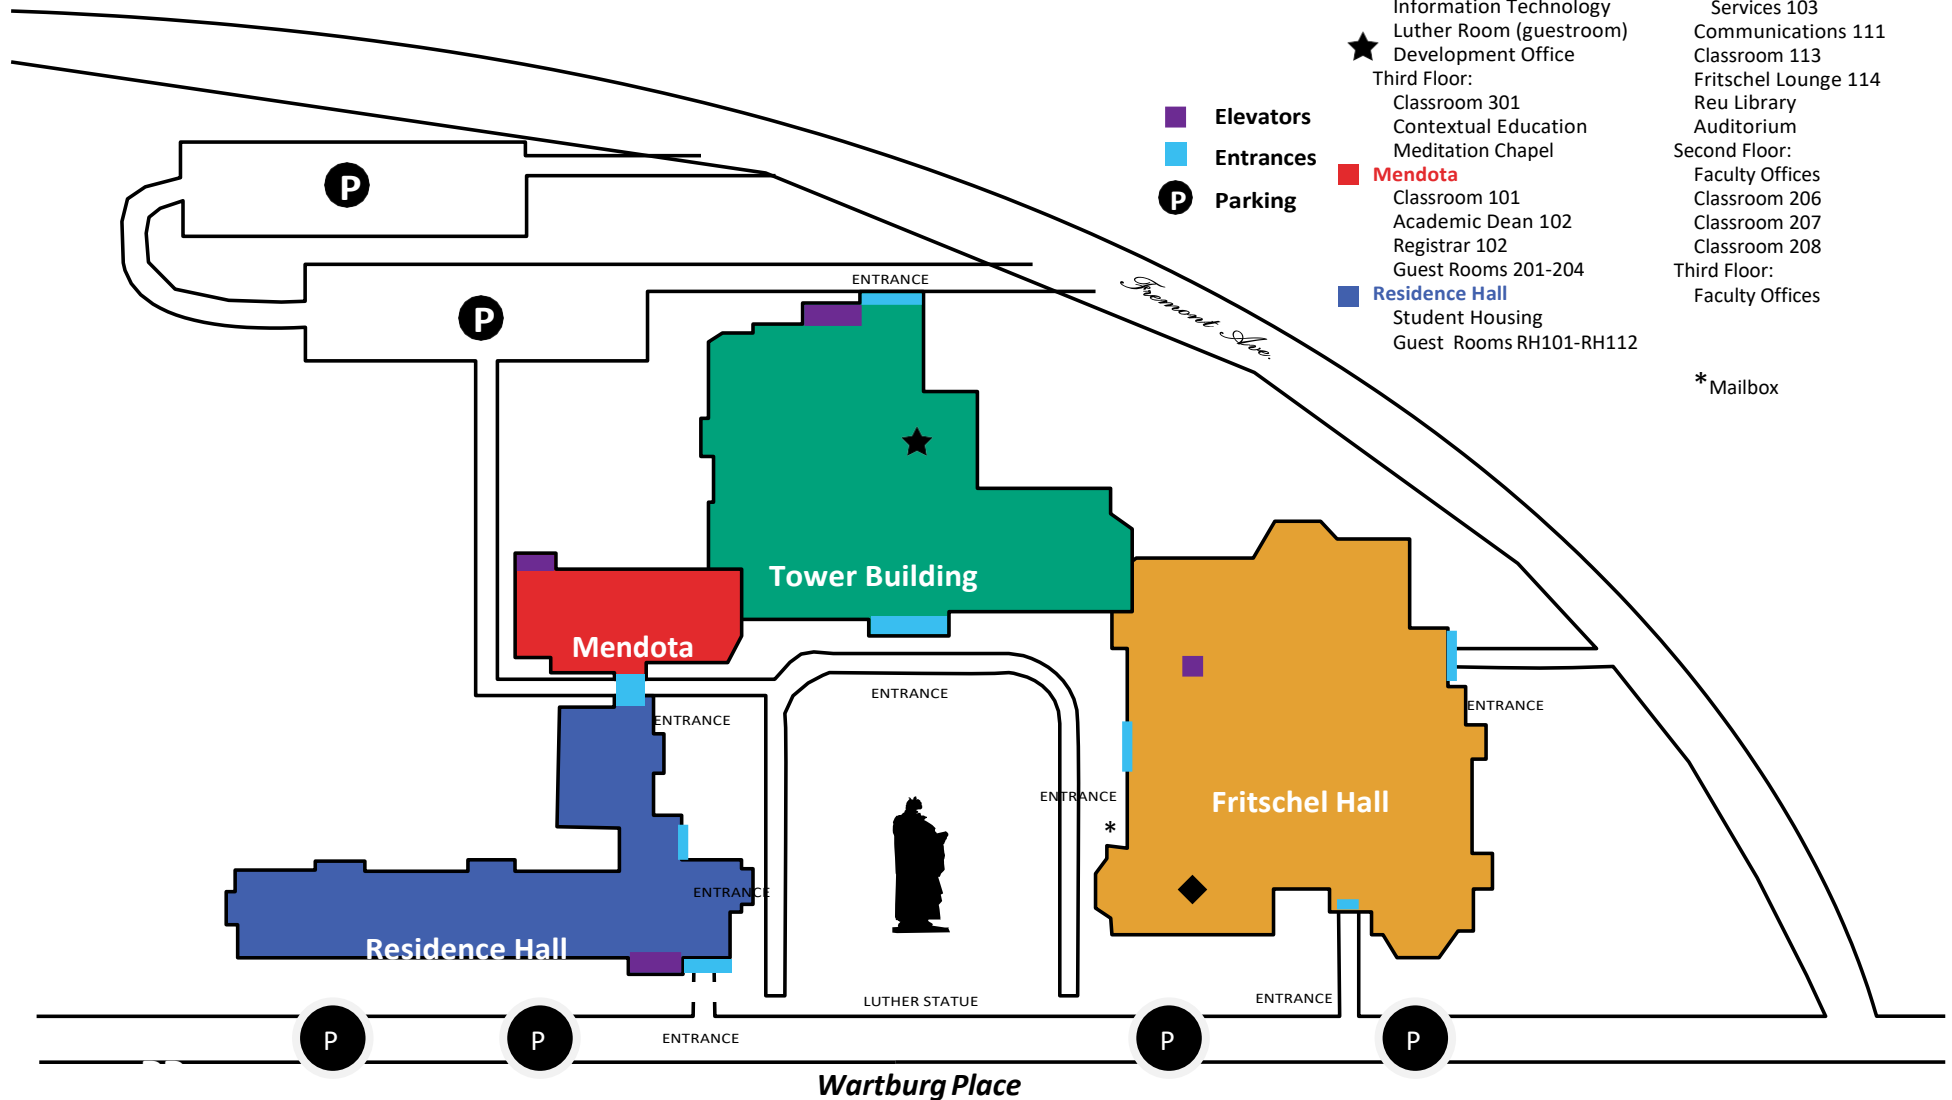 Information Technology
Luther Room (guestroom)
Development Office
Third Floor:
Classroom 301
Contextual Education
Meditation Chapel
Mendota
Classroom 101
Academic Dean 102
Registrar 102
Guest Rooms 201-204
Residence Hall
Student Housing
Guest Rooms RH101-RH112
Services 103
Communications 111
Classroom 113
Fritschel Lounge 114
Reu Library
Auditorium
Second Floor:
Faculty Offices
Classroom 206
Classroom 207
Classroom 208
Third Floor:
Faculty Offices
*Mailbox
Elevators
Entrances
P Parking
P
P
ENTRANCE
Fremont Ave.
Tower Building
Mendota
ENTRANCE
ENTRANCE
ENTRANCE
ENTRANCE
*
Fritschel Hall
ENTRANCE
Residence Hall
LUTHER STATUE
ENTRANCE
ENTRANCE
P
P
P
P
Wartburg Place